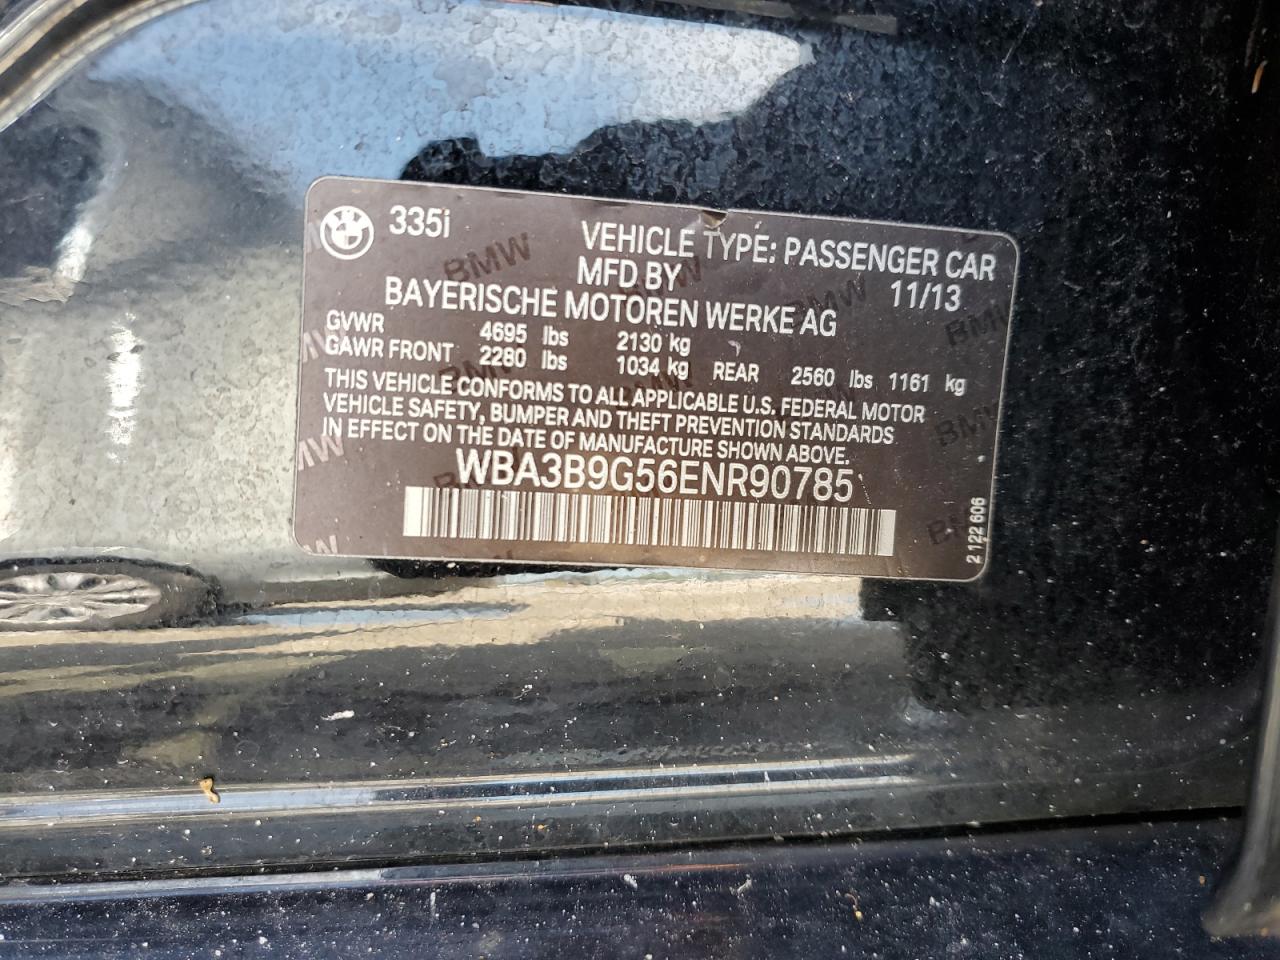 335i
VEHICLE TYPE: PASSENGER CAR
MFD.BY 11/13
BAYERISCHE MOTOREN WERKE AG
GVWR 4695 lbs 2130 kg
GAWR FRONT 2280 lbs 1034 kg REAR 2560 lbs 1161 kg
THIS VEHICLE CONFORMS TO ALL APPLICABLE U.S. FEDERAL MOTOR
VEHICLE SAFETY, BUMPER AND THEFT PREVENTION STANDARDS
IN EFFECT ON THE DATE OF MANUFACTURE SHOWN ABOVE.
WBA3B9G56ENR90785
2 122 606